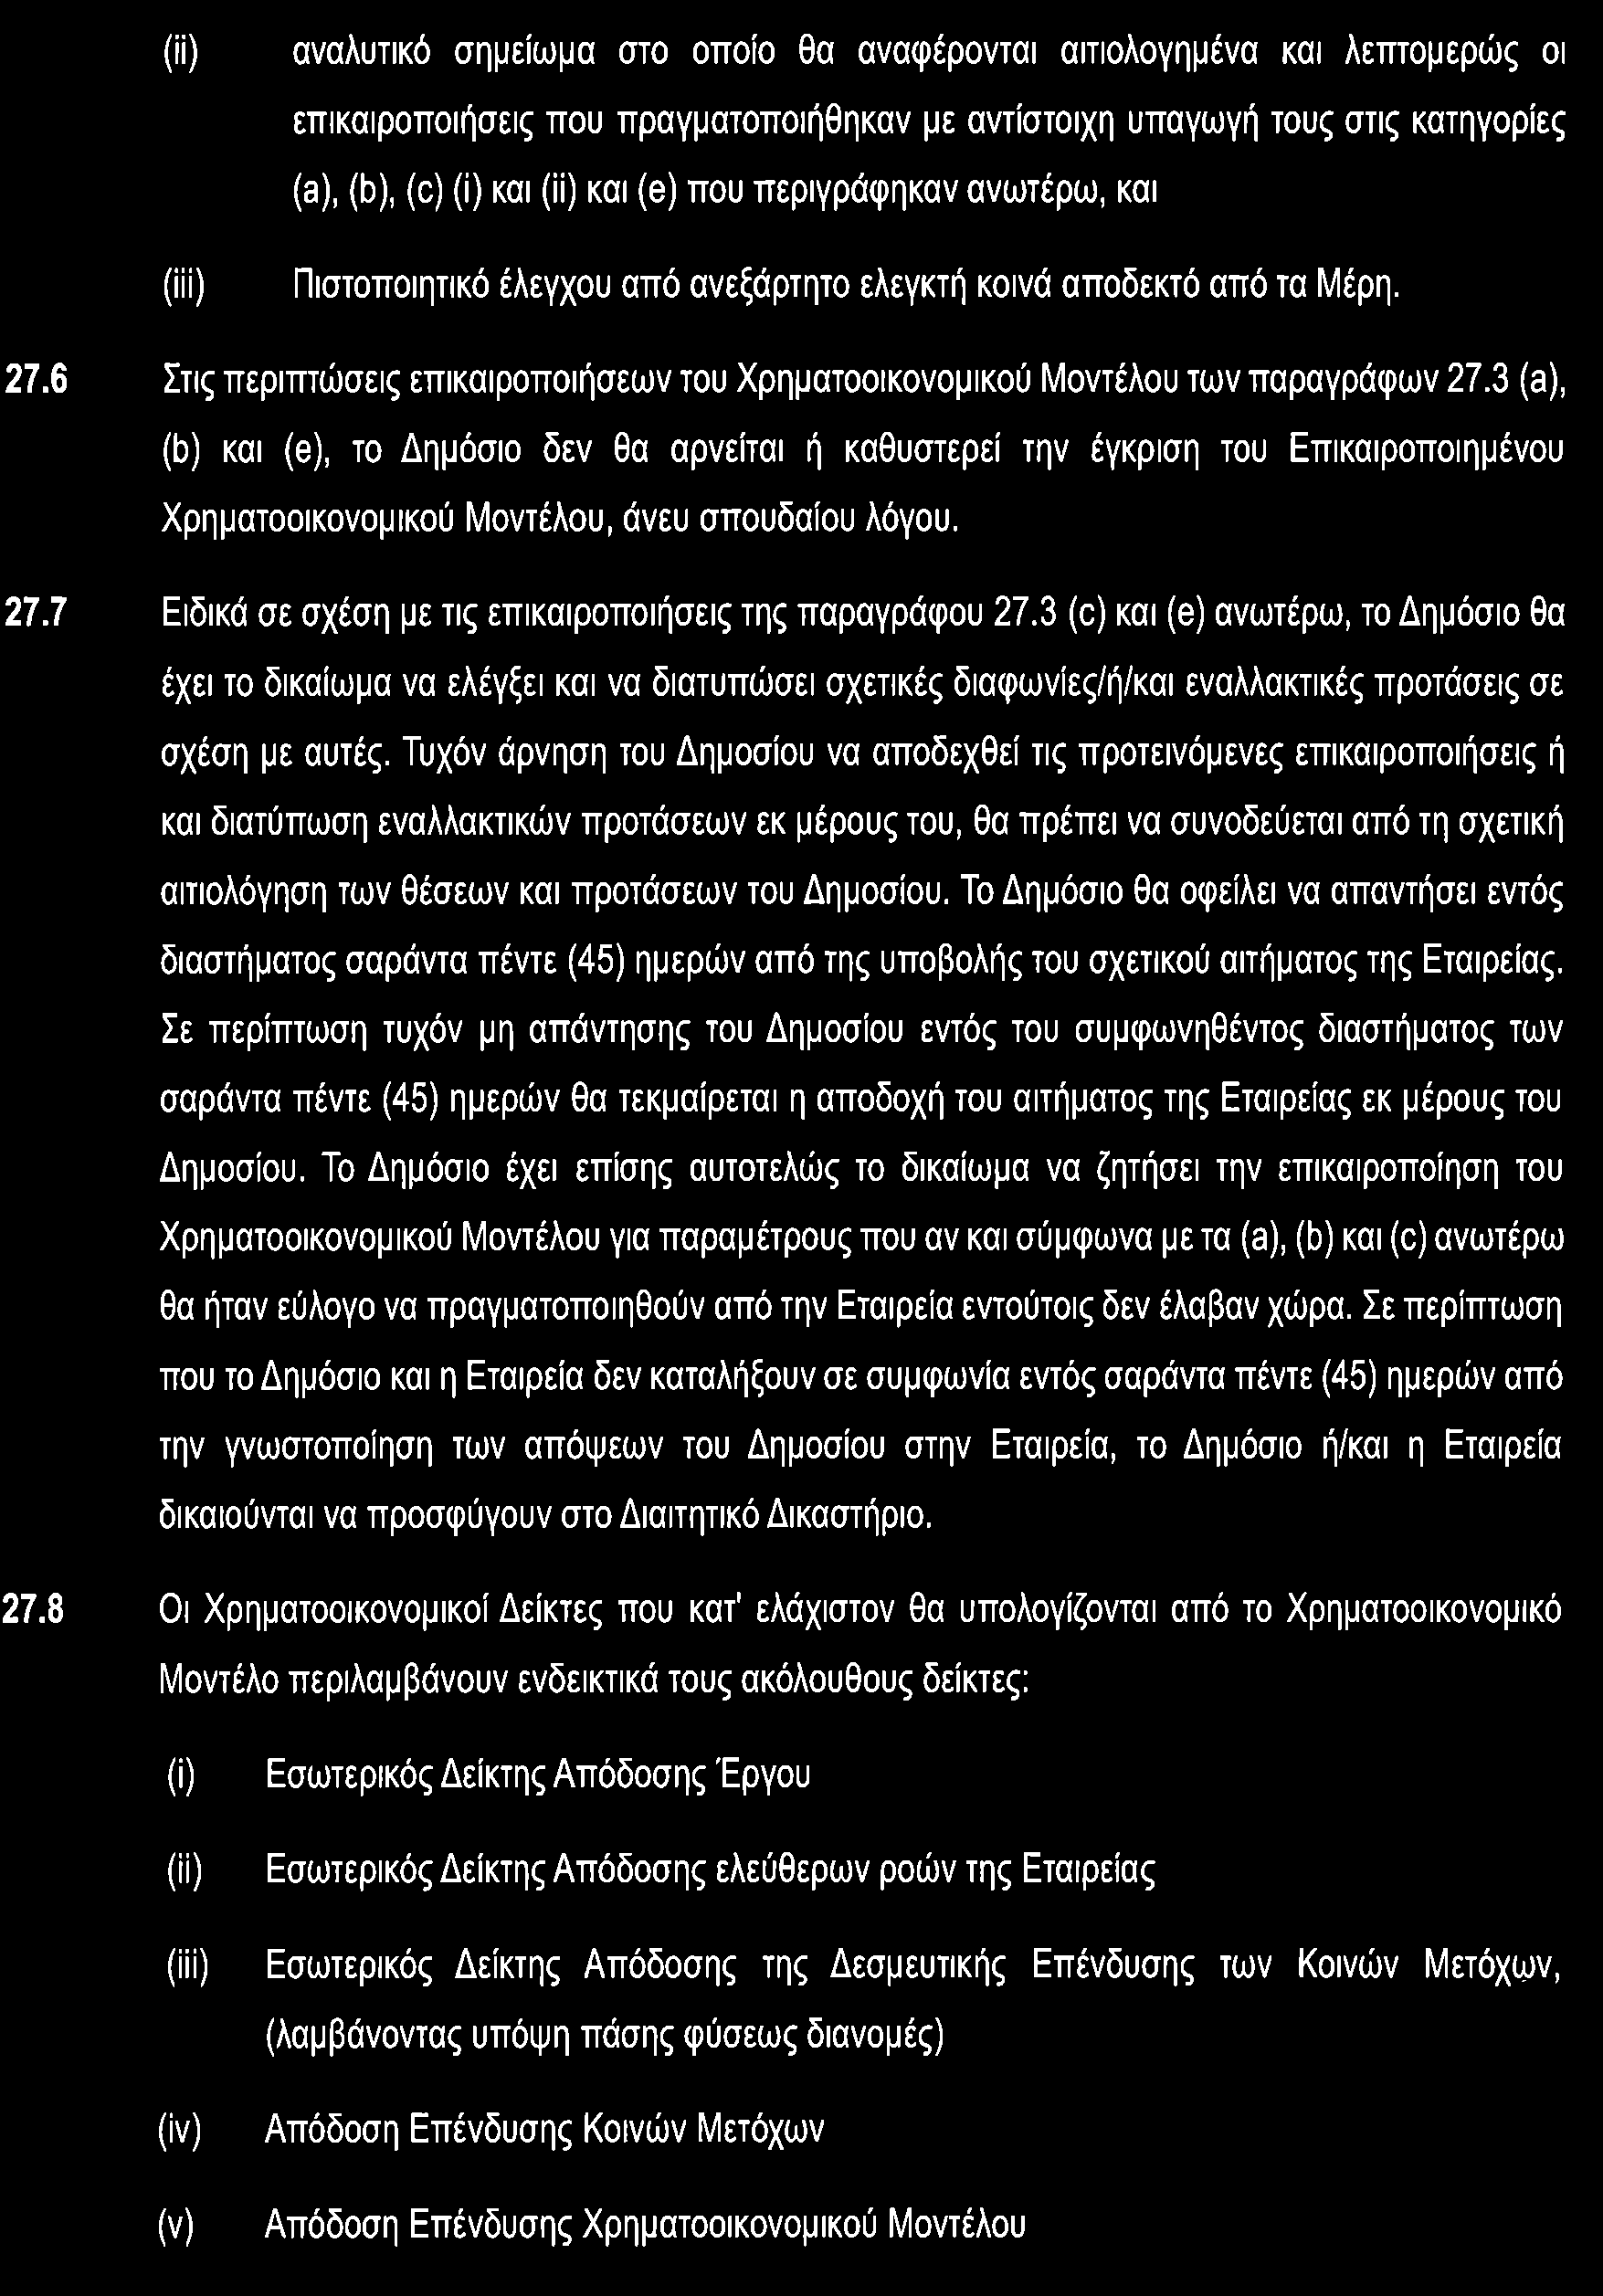 (ii) αναλυτικό σημείωμα στο οποίο θα αναφέρονται αιτιολογημένα και λεπτομερώς οι
επικαιροποιήσεις που πραγματοποιήθηκαν με αντίστοιχη υπαγωγή τους στις κατηγορίες
(a), (b), (c) (i) και (ii) και (e) που περιγράφηκαν ανωτέρω, και
(iii) Πιστοποιητικό έλεγχου από ανεξάρτητο ελεγκτή κοινά αποδεκτό από τα Μέρη.
27.6 Στις περιπτώσεις επικαιροποιήσεων του Χρηματοοικονομικού Μοντέλου των παραγράφων 27.3 (a),
(b) και (e), το Δημόσιο δεν θα αρνείται ή καθυστερεί την έγκριση του Επικαιροποιημένου
Χρηματοοικονομικού Μοντέλου, άνευ σπουδαίου λόγου.
27.7 Ειδικά σε σχέση με τις επικαιροποιήσεις της παραγράφου 27.3 (c) και (e) ανωτέρω, το Δημόσιο θα
έχει το δικαίωμα να ελέγξει και να διατυπώσει σχετικές διαφωνίες/ή/και εναλλακτικές προτάσεις σε
σχέση με αυτές. Τυχόν άρνηση του Δημοσίου να αποδεχθεί τις προτεινόμενες επικαιροποιήσεις ή
και διατύπωση εναλλακτικών προτάσεων εκ μέρους του, θα πρέπει να συνοδεύεται από τη σχετική
αιτιολόγηση των θέσεων και προτάσεων του Δημοσίου. Το Δημόσιο θα οφείλει να απαντήσει εντός
διαστήματος σαράντα πέντε (45) ημερών από της υποβολής του σχετικού αιτήματος της Εταιρείας.
Σε περίπτωση τυχόν μη απάντησης του Δημοσίου εντός του συμφωνηθέντος διαστήματος των
σαράντα πέντε (45) ημερών θα τεκμαίρεται η αποδοχή του αιτήματος της Εταιρείας εκ μέρους του
Δημοσίου. Το Δημόσιο έχει επίσης αυτοτελώς το δικαίωμα να ζητήσει την επικαιροποίηση του
Χρηματοοικονομικού Μοντέλου για παραμέτρους που αν και σύμφωνα με τα (a), (b) και (c) ανωτέρω
θα ήταν εύλογο να πραγματοποιηθούν από την Εταιρεία εντούτοις δεν έλαβαν χώρα. Σε περίπτωση
που το Δημόσιο και η Εταιρεία δεν καταλήξουν σε συμφωνία εντός σαράντα πέντε (45) ημερών από
την γνωστοποίηση των απόψεων του Δημοσίου στην Εταιρεία, το Δημόσιο ή/και η Εταιρεία
δικαιούνται να προσφύγουν στο Διαιτητικό Δικαστήριο.
27.8 Οι Χρηματοοικονομικοί Δείκτες που κατ' ελάχιστον θα υπολογίζονται από το Χρηματοοικονομικό
Μοντέλο περιλαμβάνουν ενδεικτικά τους ακόλουθους δείκτες:
(i) Εσωτερικός Δείκτης Απόδοσης Έργου
(ii) Εσωτερικός Δείκτης Απόδοσης ελεύθερων ροών της Εταιρείας
(iii) Εσωτερικός Δείκτης Απόδοσης της Δεσμευτικής Επένδυσης των Κοινών Μετόχων,
(λαμβάνοντας υπόψη πάσης φύσεως διανομές)
(iv) Απόδοση Επένδυσης Κοινών Μετόχων
(v) Απόδοση Επένδυσης Χρηματοοικονομικού Μοντέλου